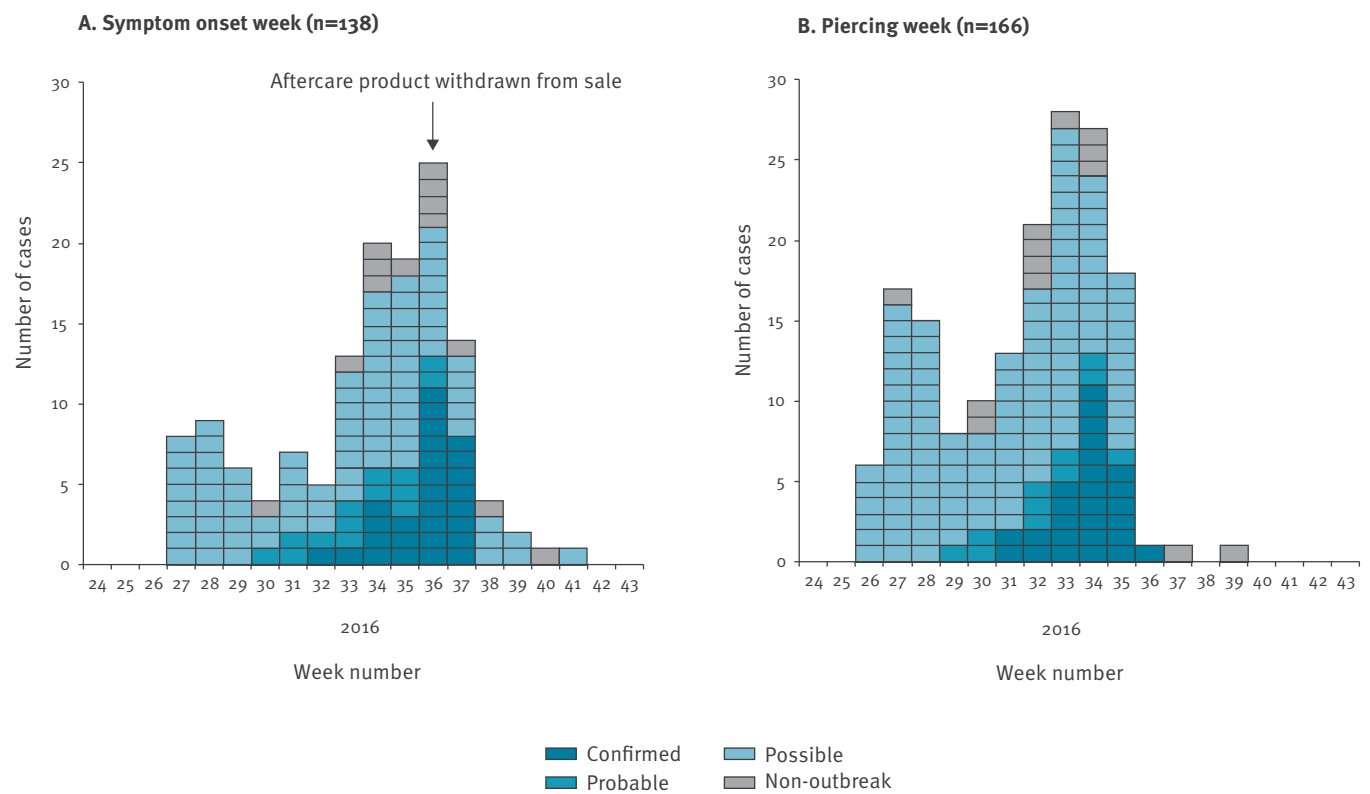 A. Symptom onset week (n=138)
Aftercare product withdrawn from sale
30
25
20
15
10
5
0
Number of cases
24 25 26 27 28 29 30 31 32 33 34 35 36 37 38 39 40 41 42 43
2016
Week number
B. Piercing week (n=166)
30
25
20
15
10
5
0
Number of cases
24 25 26 27 28 29 30 31 32 33 34 35 36 37 38 39 40 41 42 43
2016
Week number
Confirmed
Probable
Possible
Non-outbreak